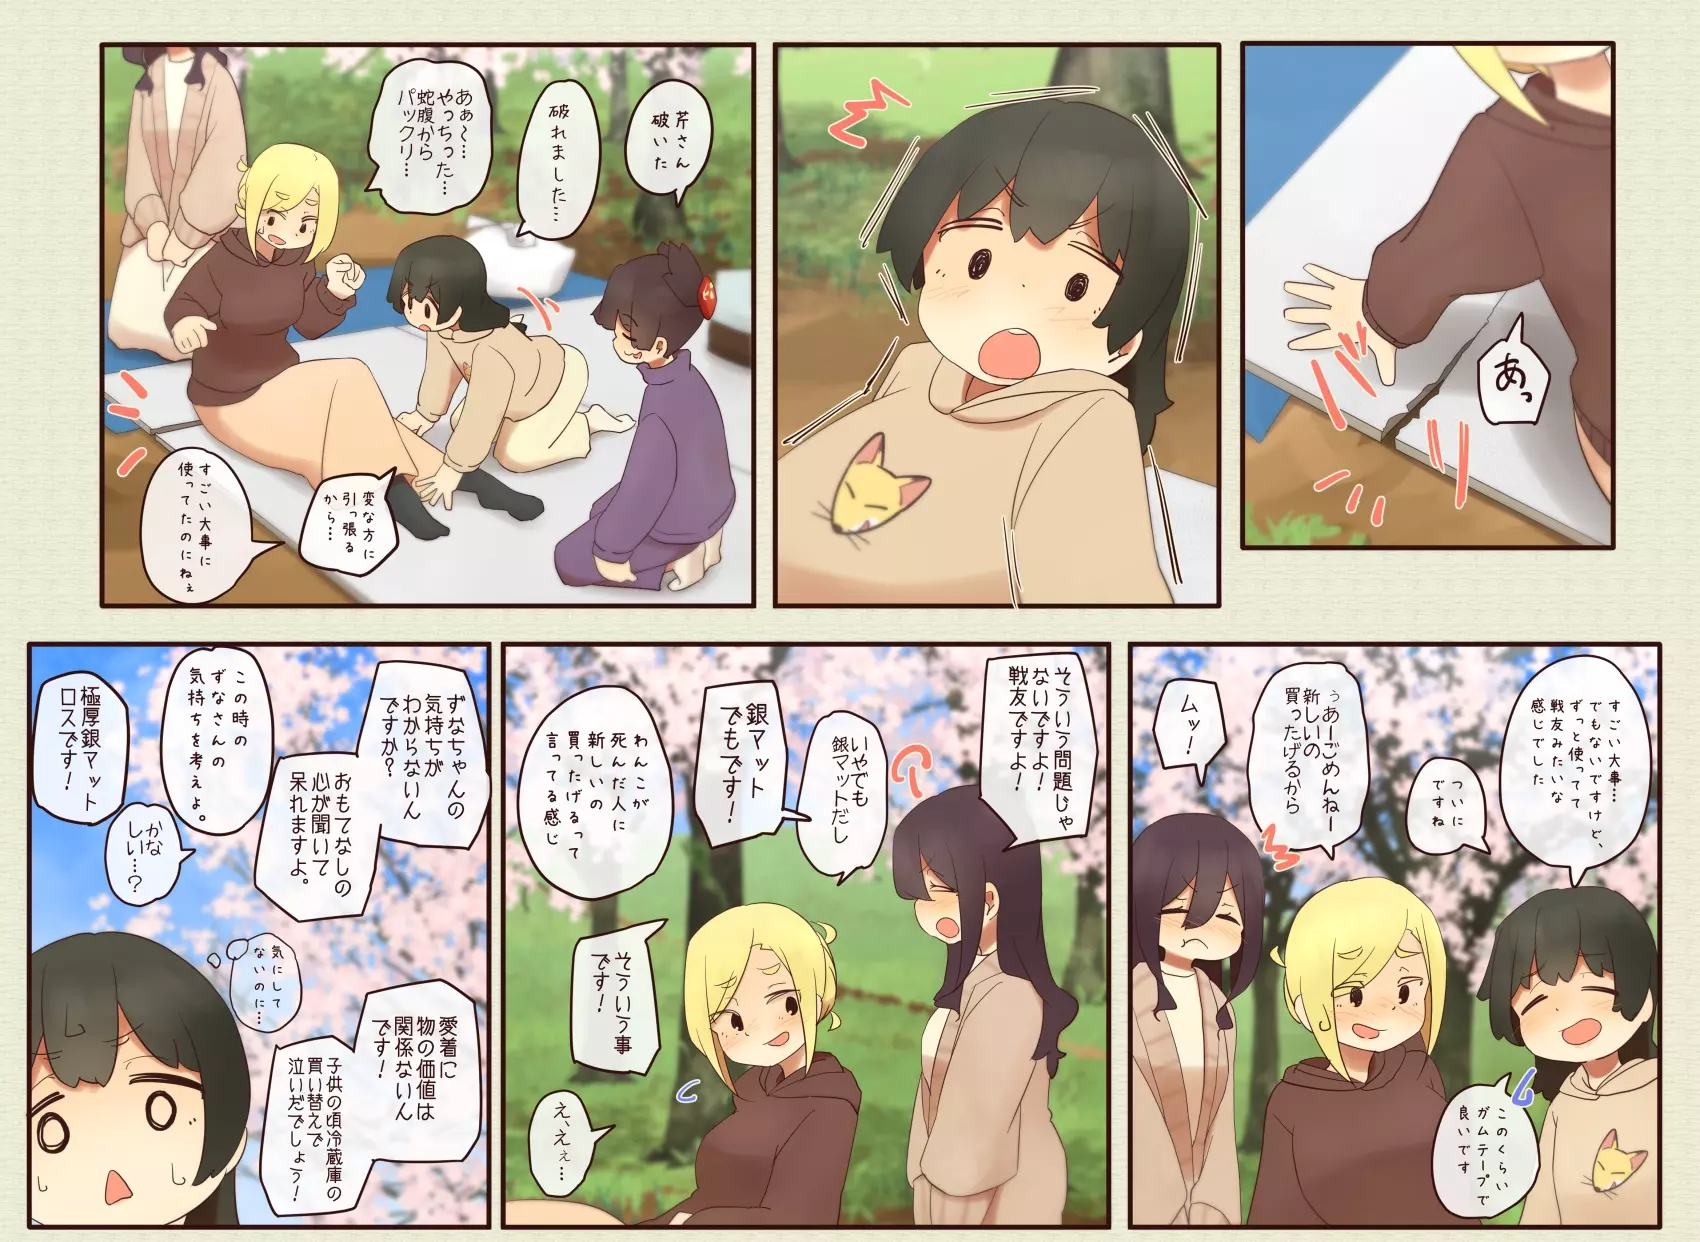 あっ
芹さん
破いた
破れました…
あぁ〜…
やっちった…
蛇腹から
パックリ…
変な方に
引っ張る
から…
すごい大事に
使ってたのにねぇ
すごい大事…
でもないですけど、
ずっと使ってて
戦友みたいな
感じでした
ついに
ですね
ぅあーごめんねー
新しいの
買ったげるから
このくらい
ガムテープで
良いです
ムッ!
そういう問題じゃ
ないですよ!
戦友ですよ!
いやでも
銀マットだし
銀マット
でもです!
わんこが
死んだ人に
新しいの
買ったげるって
言ってる感じ
そういう事
です!
え、えぇ…
ずなちゃんの
気持ちが
わからないん
ですか?
おもてなしの
心が聞いて
呆れますよ。
この時の
ずなさんの
気持ちを考えよ。
極厚銀マット
ロスです!
かな
しい…?
気にして
ないのに…
愛着に
物の価値は
関係ないん
です!
子供の頃冷蔵庫の
買い替えで
泣いだでしょう!